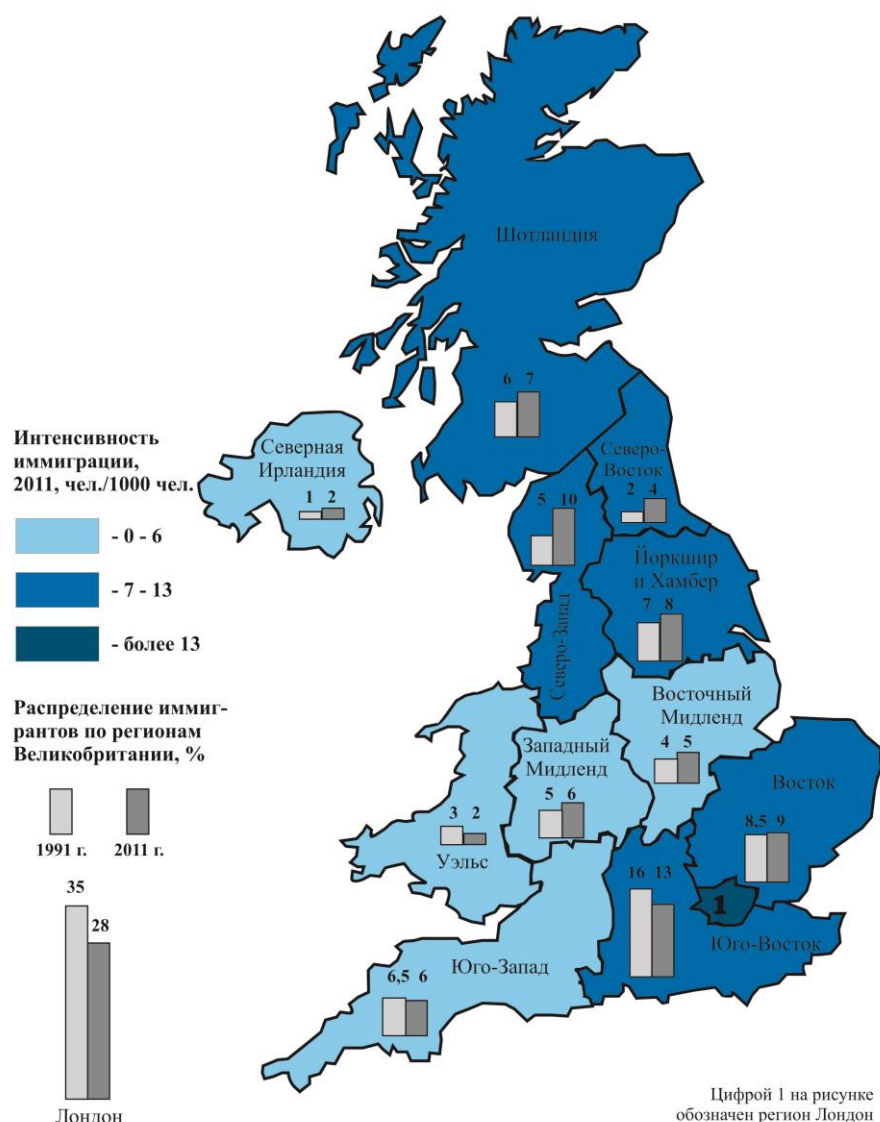 Шотландия
6 7
Интенсивность
иммиграции,
2011, чел./1000 чел.
- 0 - 6
- 7 - 13
- более 13
Северная
Ирландия
1 2
Северо-
Восток
2 4
5 10
Северо-Запад
Йоркшир
и Хамбер
7 8
Распределение иммиг-
рантов по регионам
Великобритании, %
1991 г. 2011 г.
Восточный
Мидленд
4 5
Западный
Мидленд
5 6
3 2
Уэльс
Восток
8,5 9
16 13
1
Юго-Восток
Юго-Запад
6,5 6
35
28
Лондон
Цифрой 1 на рисунке
обозначен регион Лондон